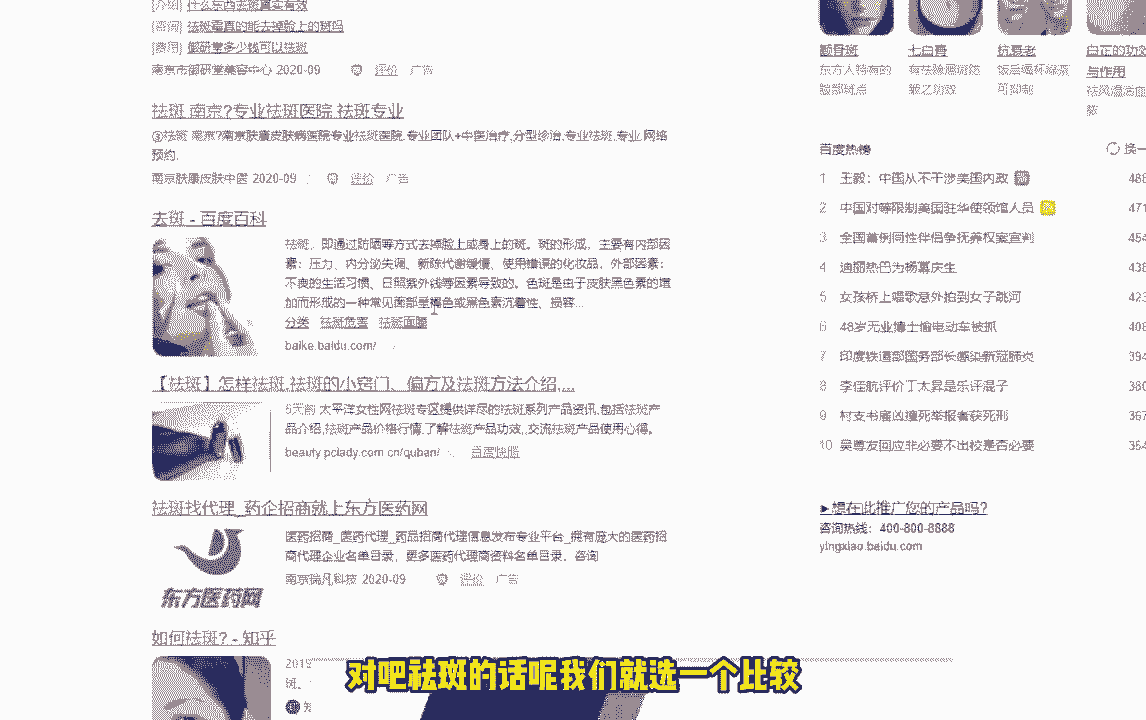 [介绍] 什么东西去斑真实有效
[咨询] 祛斑霜真的能去掉脸上的斑吗
[费用] 御研堂多少钱可以祛斑
南京市御研堂美容中心 2020-09 评价 广告
祛斑 南京?专业祛斑医院 祛斑专业
③祛斑 南京?南京肤康皮肤病医院专业祛斑医院,专业团队+中医治疗,分型诊治,专业祛斑,专业,网络
预约.
南京肤康皮肤中医 2020-09 评价 广告
去斑 - 百度百科
祛斑，即通过防晒等方式去掉脸上或身上的斑。斑的形成，主要有内部因
素：压力、内分泌失调、新陈代谢缓慢、使用错误的化妆品，外部因素：
不良的生活习惯、日照紫外线等因素导致的。色斑是由于皮肤黑色素的增
加而形成的一种常见面部呈褐色或黑色素沉着性、损容...
分类 祛斑危害 祛斑面膜
baike.baidu.com/
【祛斑】怎样祛斑,祛斑的小窍门、偏方及祛斑方法介绍,...
5天前 太平洋女性网祛斑专区提供详尽的祛斑系列产品资讯,包括祛斑产
品介绍,祛斑产品价格行情,了解祛斑产品功效,,交流祛斑产品使用心得。
beauty.pclady.com.cn/quban/ 百度快照
祛斑找代理_药企招商就上东方医药网
医药招商_医药代理_药品招商代理信息发布专业平台_拥有庞大的医药招
商代理企业名单目录，更多医药代理商资料名单目录，咨询
南京瑞凡科技 2020-09 评价 广告
东方医药网
如何祛斑? - 知乎
2019
斑、
知
颧骨斑 七白膏 抗衰老 白芷的功效
与作用
东方人特有的
脸部斑点
有祛除面斑
皱之功效
饭后喝杯绿茶
可抑制
祛风湿活血
散
百度热榜 换一
1 王毅：中国从不干涉美国内政 热 488
2 中国对等限制美国驻华使领馆人员 471
3 全国首例同性伴侣争抚养权案宣判 454
4 迪丽热巴为杨幂庆生 438
5 女孩桥上唱歌意外拍到女子跳河 423
6 48岁无业博士偷电动车被抓 408
7 印度铁道部国务部长感染新冠肺炎 394
8 李佳航评价丁太昇是乐评混子 380
9 村支书雇凶撞死举报者获死刑 367
10 吴尊友回应非必要不出校是否必要 354
▶想在此推广您的产品吗?
咨询热线：400-800-8888
yingxiao.baidu.com
对吧祛斑的话呢我们就选一个比较